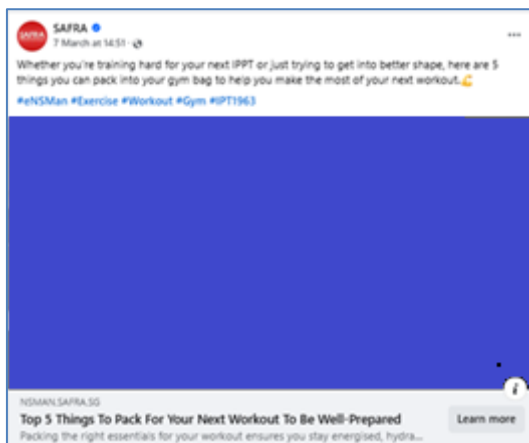 SAFRA
SAFRA
7 March at 14:51 ·
Whether you're training hard for your next IPPT or just trying to get into better shape, here are 5
things you can pack into your gym bag to help you make the most of your next workout.💪
#eNSMan #Exercise #Workout #Gym #IPT1963
NSMAN.SAFRA.SG
Top 5 Things To Pack For Your Next Workout To Be Well-Prepared
Learn more
Packing the right essentials for your workout ensures you stay energised, hydra...